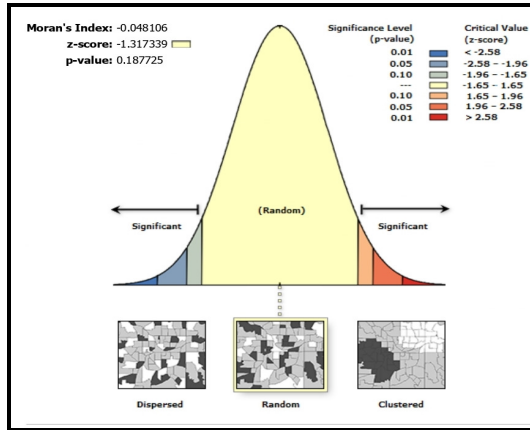 Moran's Index: -0.048106
z-score: -1.317339
p-value: 0.187725
Significance Level
(p-value)
Critical Value
(z-score)
0.01 < -2.58
0.05 -2.58 – -1.96
0.10 -1.96 – -1.65
--- -1.65 – 1.65
0.10 1.65 – 1.96
0.05 1.96 – 2.58
0.01 > 2.58
(Random)
Significant
Significant
Dispersed
Random
Clustered